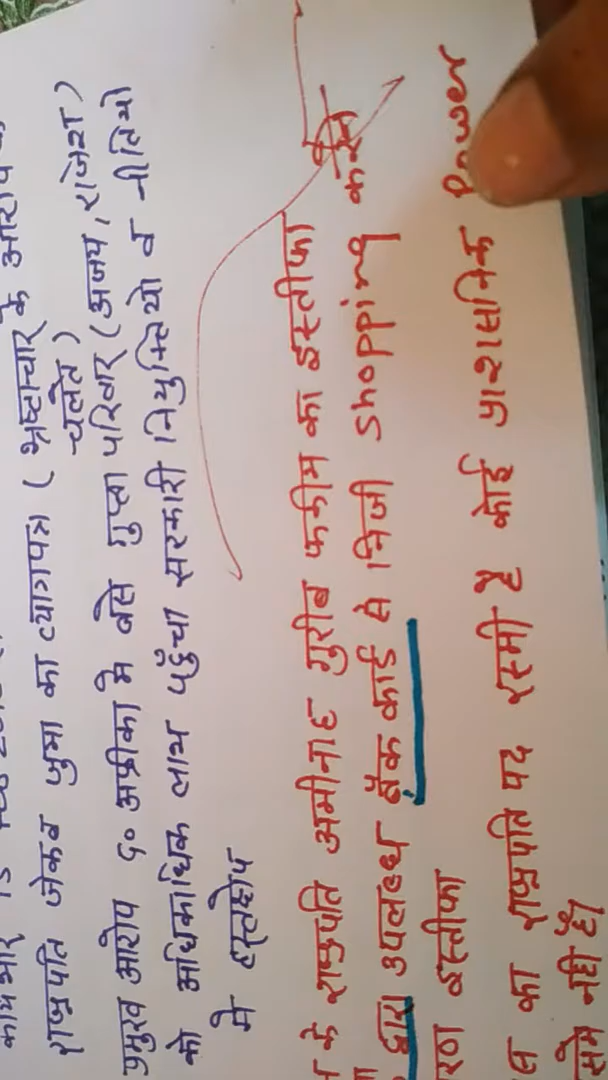 राष्ट्रपति जेकब जुमा का त्यागपत्र ( भ्रष्टाचार के आरोप के
चलते )
प्रमुख आरोप द० अफ्रीका मे बसे गुप्ता परिवार ( अजय , राजेश )
को अधिकाधिक लाभ पहुँचा सरकारी नियुक्तियो व नीतियो
मे हस्तक्षेप
के राष्ट्रपति अमीनाह गुरीब फकीम का इस्तीफा
द्वारा उपलब्ध बैंक कार्ड से निजी shopping करने
इस्तीफा
का राष्ट्रपति पद रस्मी है कोई प्रशासनिक Power
नही है।